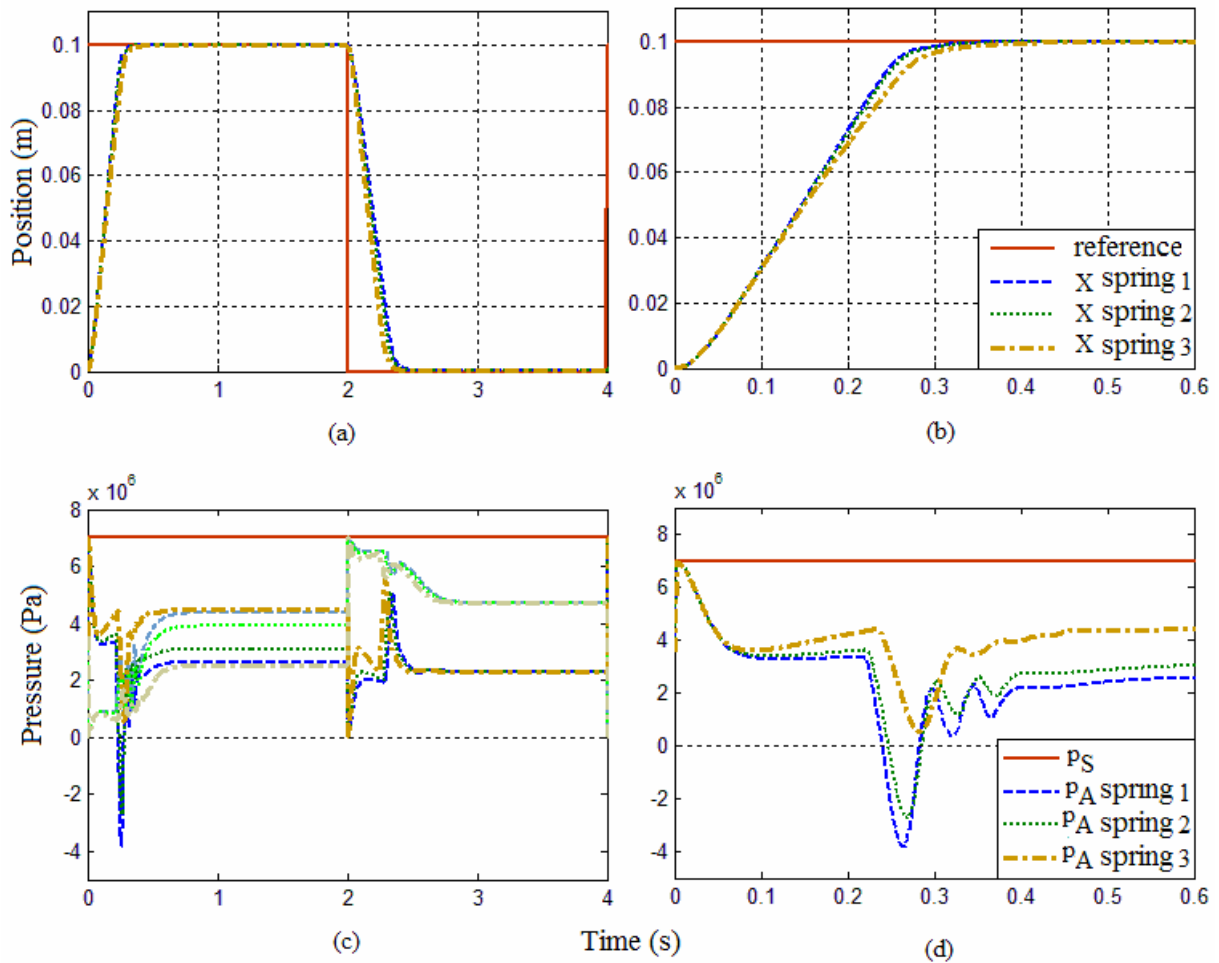 0.1
0.08
0.06
0.04
0.02
0
0 1 2 3 4
Position (m)
(a)
0.1
0.08
0.06
0.04
0.02
0
0 0.1 0.2 0.3 0.4 0.5 0.6
reference
X spring 1
X spring 2
X spring 3
(b)
x 10^6
8
6
4
2
0
-2
-4
0 1 2 3 4
Pressure (Pa)
(c)
x 10^6
8
6
4
2
0
-2
-4
0 0.1 0.2 0.3 0.4 0.5 0.6
pS
pA spring 1
pA spring 2
pA spring 3
Time (s)
(d)